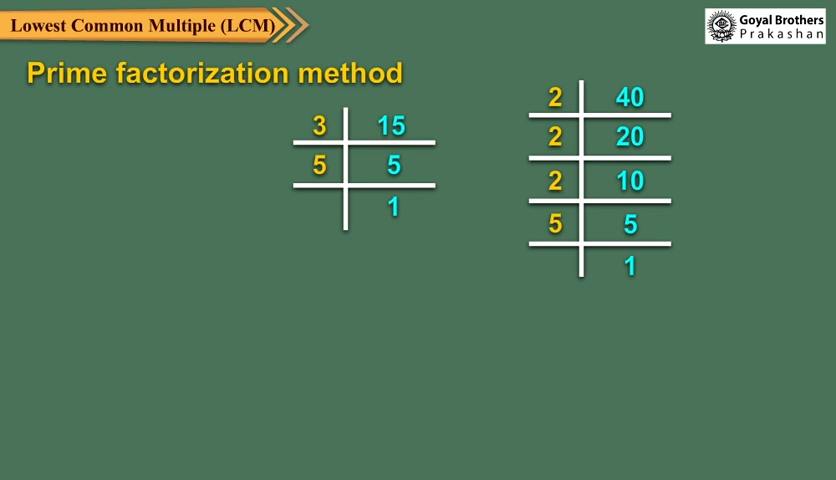 Lowest Common Multiple (LCM)
Goyal Brothers
Prakashan
Prime factorization method
3 15
5 5
1
2 40
2 20
2 10
5 5
1